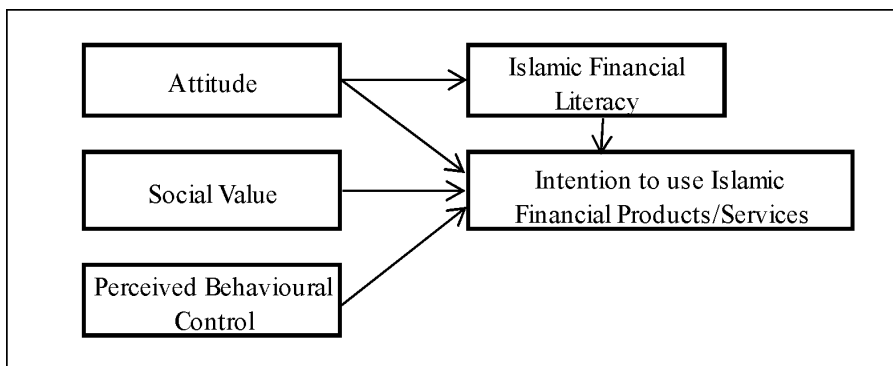 Attitude
Islamic Financial
Literacy
Social Value
Intention to use Islamic
Financial Products/Services
Perceived Behavioural
Control